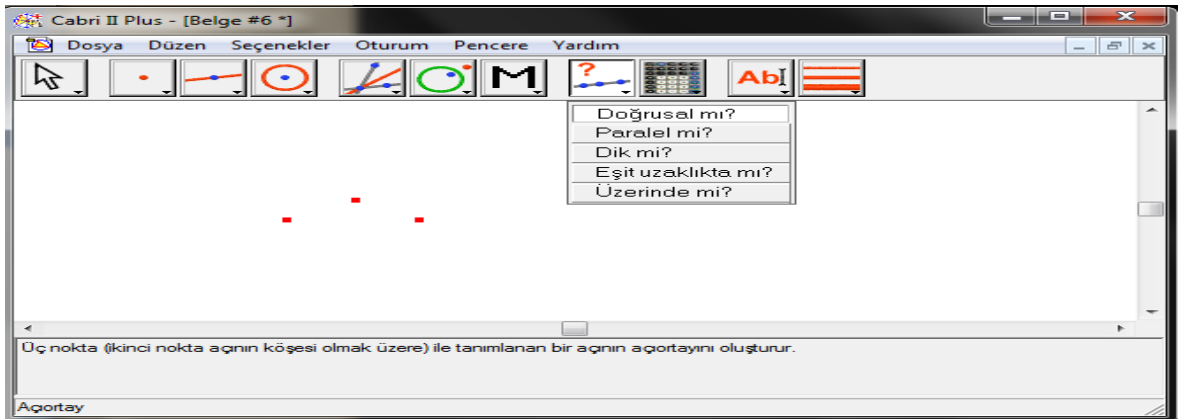 Cabri II Plus - [Belge #6 *]
Dosya Düzen Seçenekler Oturum Pencere Yardım
M ? Ab
Doğrusal mı?
Paralel mi?
Dik mi?
Eşit uzaklıkta mı?
Üzerinde mi?
Üç nokta (ikinci nokta açının köşesi olmak üzere) ile tanımlanan bir açının açıortayını oluşturur.
Açıortay